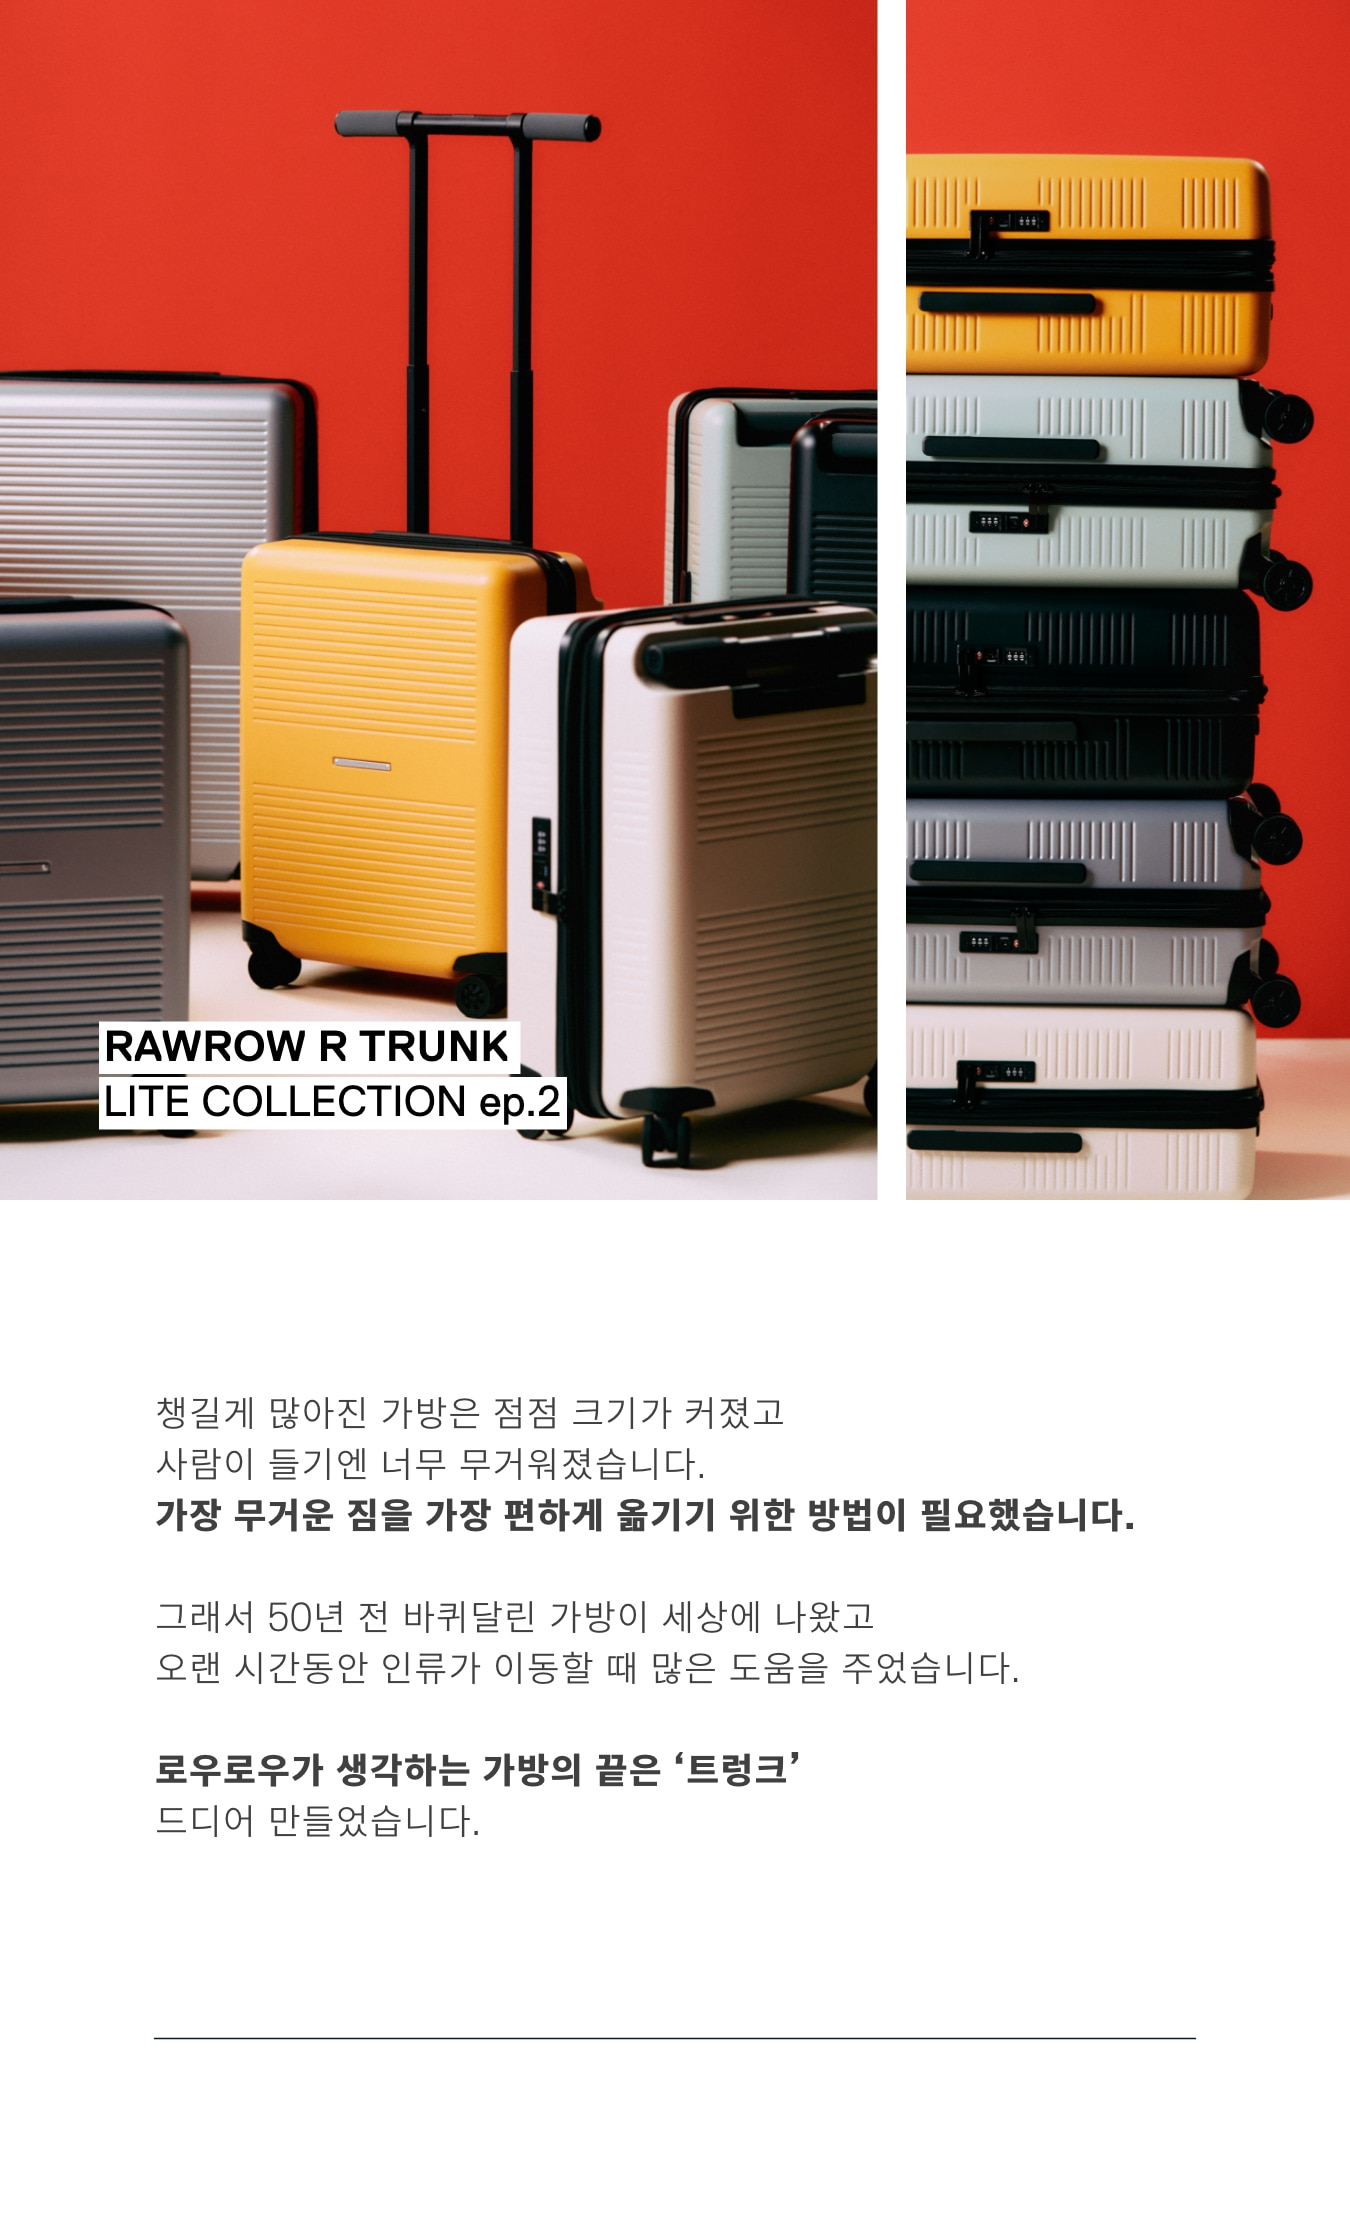 RAWROW R TRUNK
LITE COLLECTION ep.2
챙길게 많아진 가방은 점점 크기가 커졌고
사람이 들기엔 너무 무거워졌습니다.
가장 무거운 짐을 가장 편하게 옮기기 위한 방법이 필요했습니다.
그래서 50년 전 바퀴달린 가방이 세상에 나왔고
오랜 시간동안 인류가 이동할 때 많은 도움을 주었습니다.
로우로우가 생각하는 가방의 끝은 ‘트렁크’
드디어 만들었습니다.